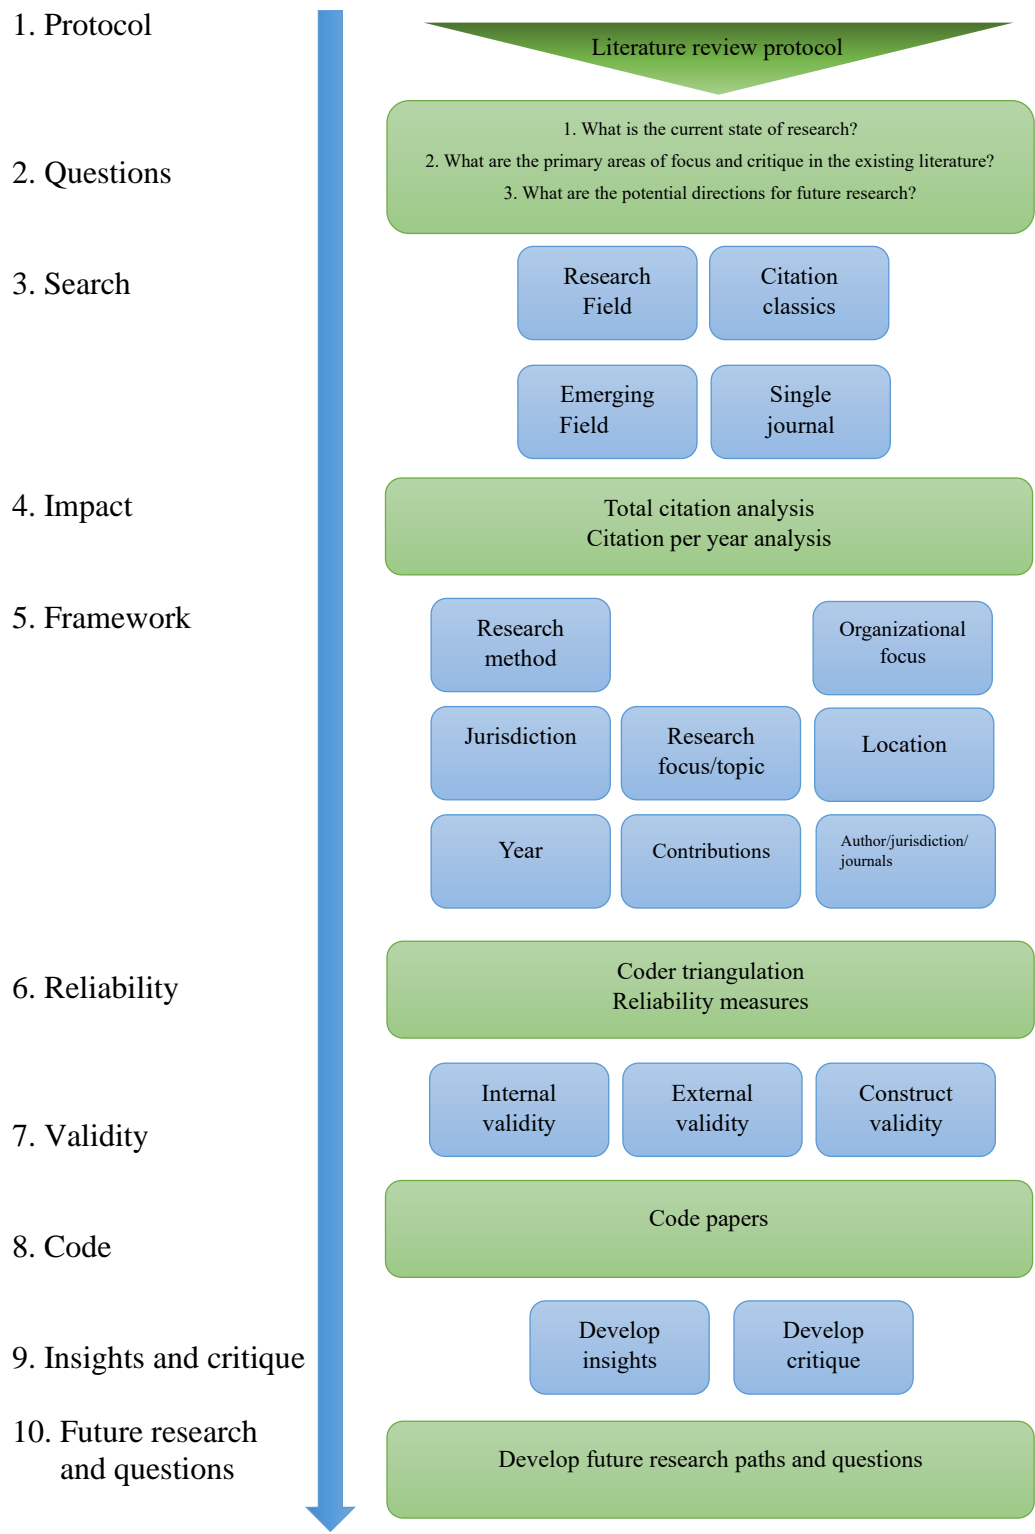 1. Protocol
Literature review protocol
2. Questions
1. What is the current state of research?
2. What are the primary areas of focus and critique in the existing literature?
3. What are the potential directions for future research?
3. Search
Research
Field
Citation
classics
Emerging
Field
Single
journal
4. Impact
Total citation analysis
Citation per year analysis
5. Framework
Research
method
Organizational
focus
Jurisdiction
Research
focus/topic
Location
Year
Contributions
Author/jurisdiction/
journals
6. Reliability
Coder triangulation
Reliability measures
7. Validity
Internal
validity
External
validity
Construct
validity
8. Code
Code papers
9. Insights and critique
Develop
insights
Develop
critique
10. Future research
and questions
Develop future research paths and questions